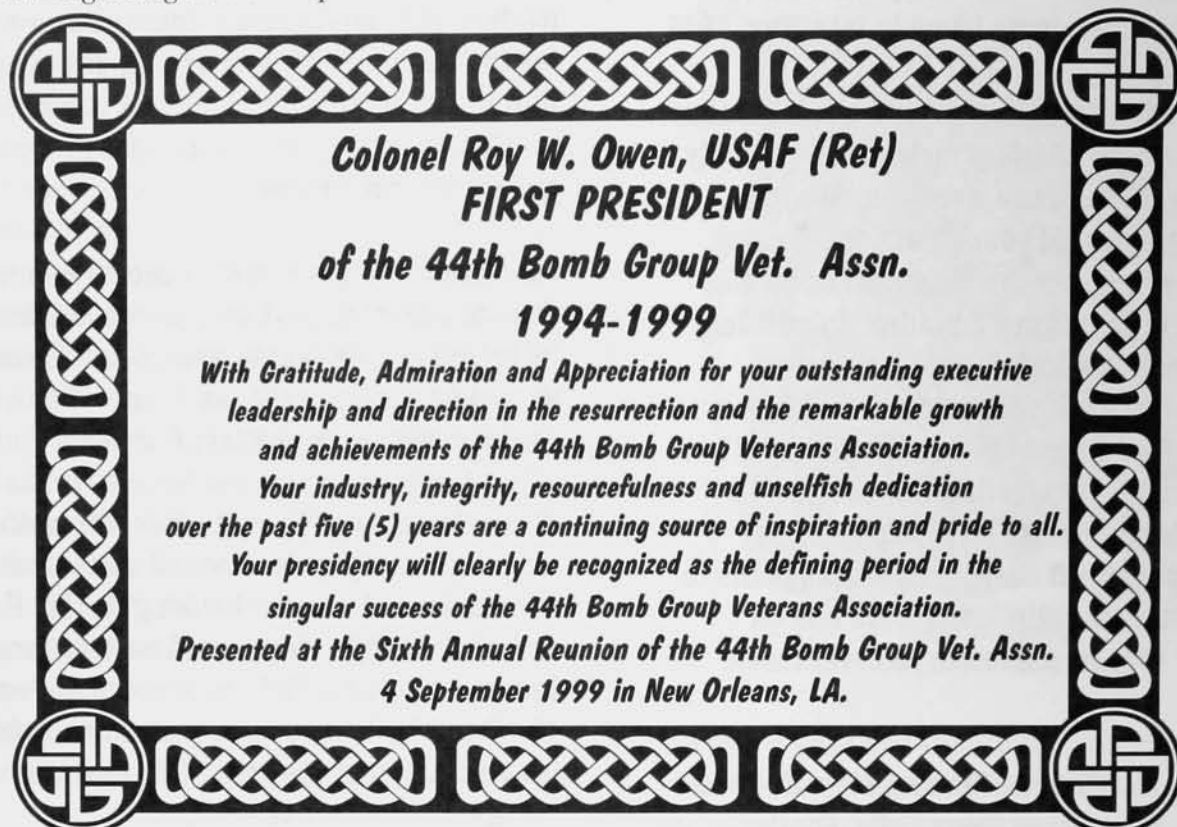 Colonel Roy W. Owen, USAF (Ret)
FIRST PRESIDENT
of the 44th Bomb Group Vet. Assn.
1994-1999
With Gratitude, Admiration and Appreciation for your outstanding executive
leadership and direction in the resurrection and the remarkable growth
and achievements of the 44th Bomb Group Veterans Association.
Your industry, integrity, resourcefulness and unselfish dedication
over the past five (5) years are a continuing source of inspiration and pride to all.
Your presidency will clearly be recognized as the defining period in the
singular success of the 44th Bomb Group Veterans Association.
Presented at the Sixth Annual Reunion of the 44th Bomb Group Vet. Assn.
4 September 1999 in New Orleans, LA.